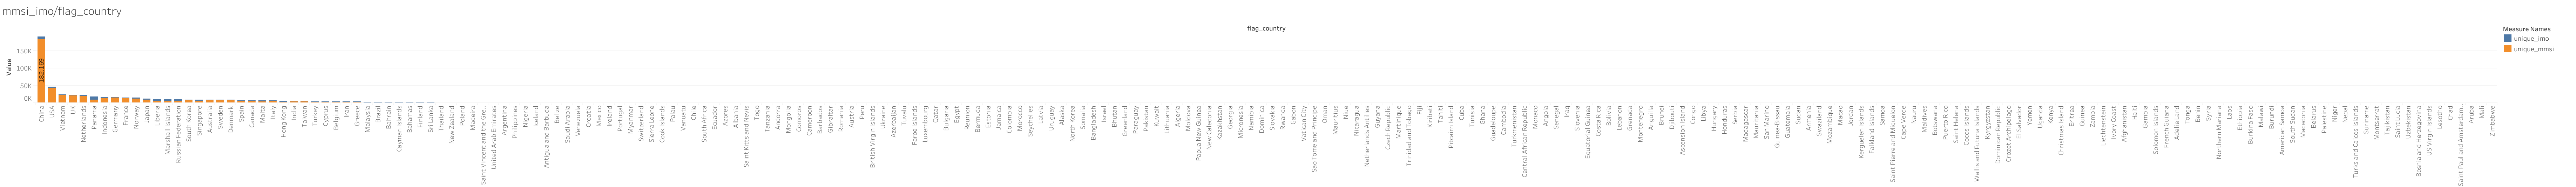 mmsi_imo/flag_country
flag_country
Measure Names
unique_imo
unique_mmsi
Value
150K
100K
50K
0K
182,169
China
USA
Vietnam
UK
Netherlands
Panama
Indonesia
Germany
France
Norway
Japan
Liberia
Marshall Islands
Russian Federation
South Korea
Singapore
Australia
Sweden
Denmark
Spain
Canada
Malta
Italy
Hong Kong
India
Taiwan
Turkey
Cyprus
Belgium
Iran
Greece
Malaysia
Brazil
Bahrain
Cayman Islands
Bahamas
Finland
Sri Lanka
Thailand
New Zealand
Poland
Madeira
Saint Vincent and the Gre..
United Arab Emirates
Argentina
Philippines
Nigeria
Iceland
Antigua and Barbuda
Belize
Saudi Arabia
Venezuela
Croatia
Mexico
Ireland
Portugal
Myanmar
Switzerland
Sierra Leone
Cook Islands
Palau
Vanuatu
Chile
South Africa
Ecuador
Azores
Albania
Saint Kitts and Nevis
Togo
Tanzania
Andorra
Mongolia
Comoros
Cameroon
Barbados
Gibraltar
Romania
Austria
Peru
British Virgin Islands
Ukraine
Azerbaijan
Tuvalu
Faroe Islands
Luxembourg
Qatar
Bulgaria
Egypt
Reunion
Bermuda
Estonia
Jamaica
Colombia
Morocco
Seychelles
Latvia
Uruguay
Alaska
North Korea
Somalia
Bangladesh
Israel
Bhutan
Greenland
Paraguay
Pakistan
Kuwait
Lithuania
Algeria
Moldova
Papua New Guinea
New Caledonia
Kazakstan
Georgia
Micronesia
Namibia
Dominica
Slovakia
Rwanda
Gabon
Vatican City
Sao Tome and Principe
Oman
Mauritius
Niue
Nicaragua
Netherlands Antilles
Guyana
Czech Republic
Martinique
Trinidad and Tobago
Fiji
Kiribati
Tahiti
Pitcairn Island
Cuba
Tunisia
Ghana
Guadeloupe
Cambodia
Turkmenistan
Central African Republic
Monaco
Angola
Senegal
Iraq
Slovenia
Equatorial Guinea
Costa Rica
Bolivia
Lebanon
Grenada
Montenegro
Anguilla
Brunei
Djibouti
Ascension Island
Congo
Libya
Hungary
Honduras
Serbia
Madagascar
Mauritania
San Marino
Guinea-Bissau
Guatemala
Sudan
Armenia
Swaziland
Mozambique
Macao
Jordan
Kerguelen Islands
Falkland Islands
Samoa
Saint Pierre and Miquelon
Cape Verde
Nauru
Maldives
Botswana
Puerto Rico
Saint Helena
Cocos Islands
Wallis and Futuna Islands
Kyrgyzstan
Dominican Republic
Crozet Archipelago
El Salvador
Syria
Yemen
Kenya
Christmas Island
Eritrea
Guinea
Zambia
Liechtenstein
Ivory Coast
Afghanistan
Haiti
Gambia
Solomon Islands
French Guiana
Adelie Land
Tonga
Benin
Northern Mariana
Ethiopia
Laos
Burkina Faso
Malawi
Burundi
American Samoa
South Sudan
Macedonia
Belarus
Palestine
Niger
Nepal
Turks and Caicos Islands
Suriname
Montserrat
Tajikistan
Saint Lucia
Uzbekistan
Bosnia and Herzegovina
US Virgin Islands
Lesotho
Chad
Saint Paul and Amsterdam ..
Aruba
Mali
Zimbabwe